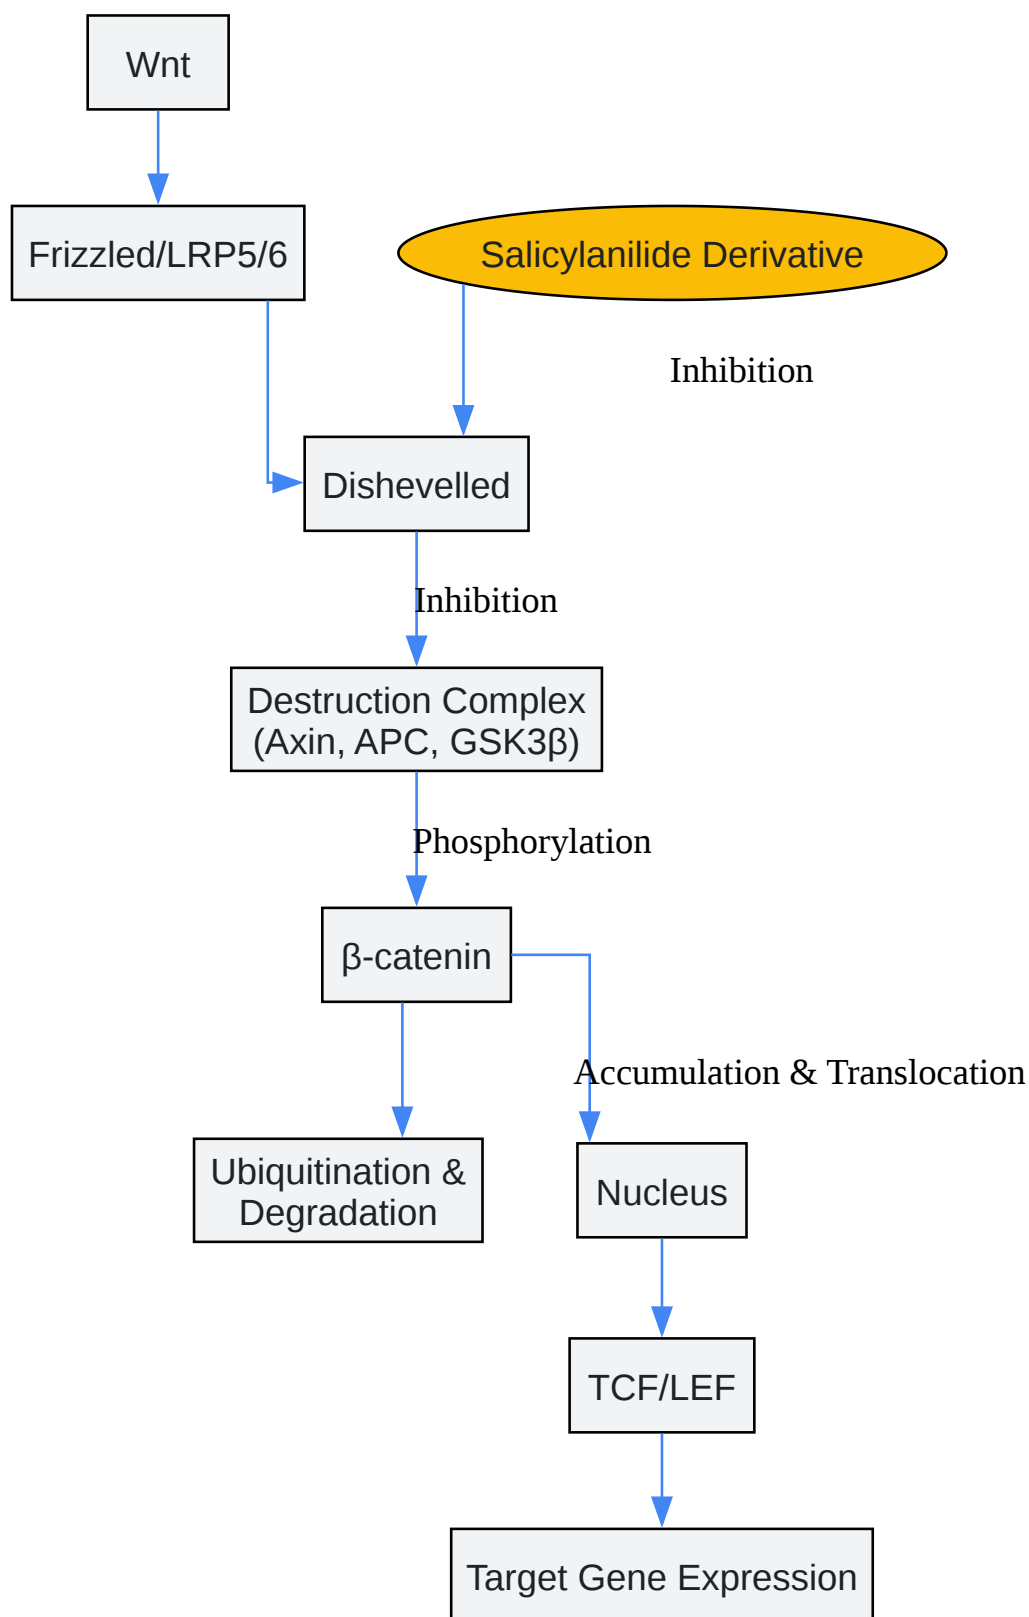 Wnt
Frizzled/LRP5/6
Salicylanilide Derivative
Inhibition
Dishevelled
Inhibition
Destruction Complex
(Axin, APC, GSK3β)
Phosphorylation
β-catenin
Accumulation & Translocation
Ubiquitination &
Degradation
Nucleus
TCF/LEF
Target Gene Expression